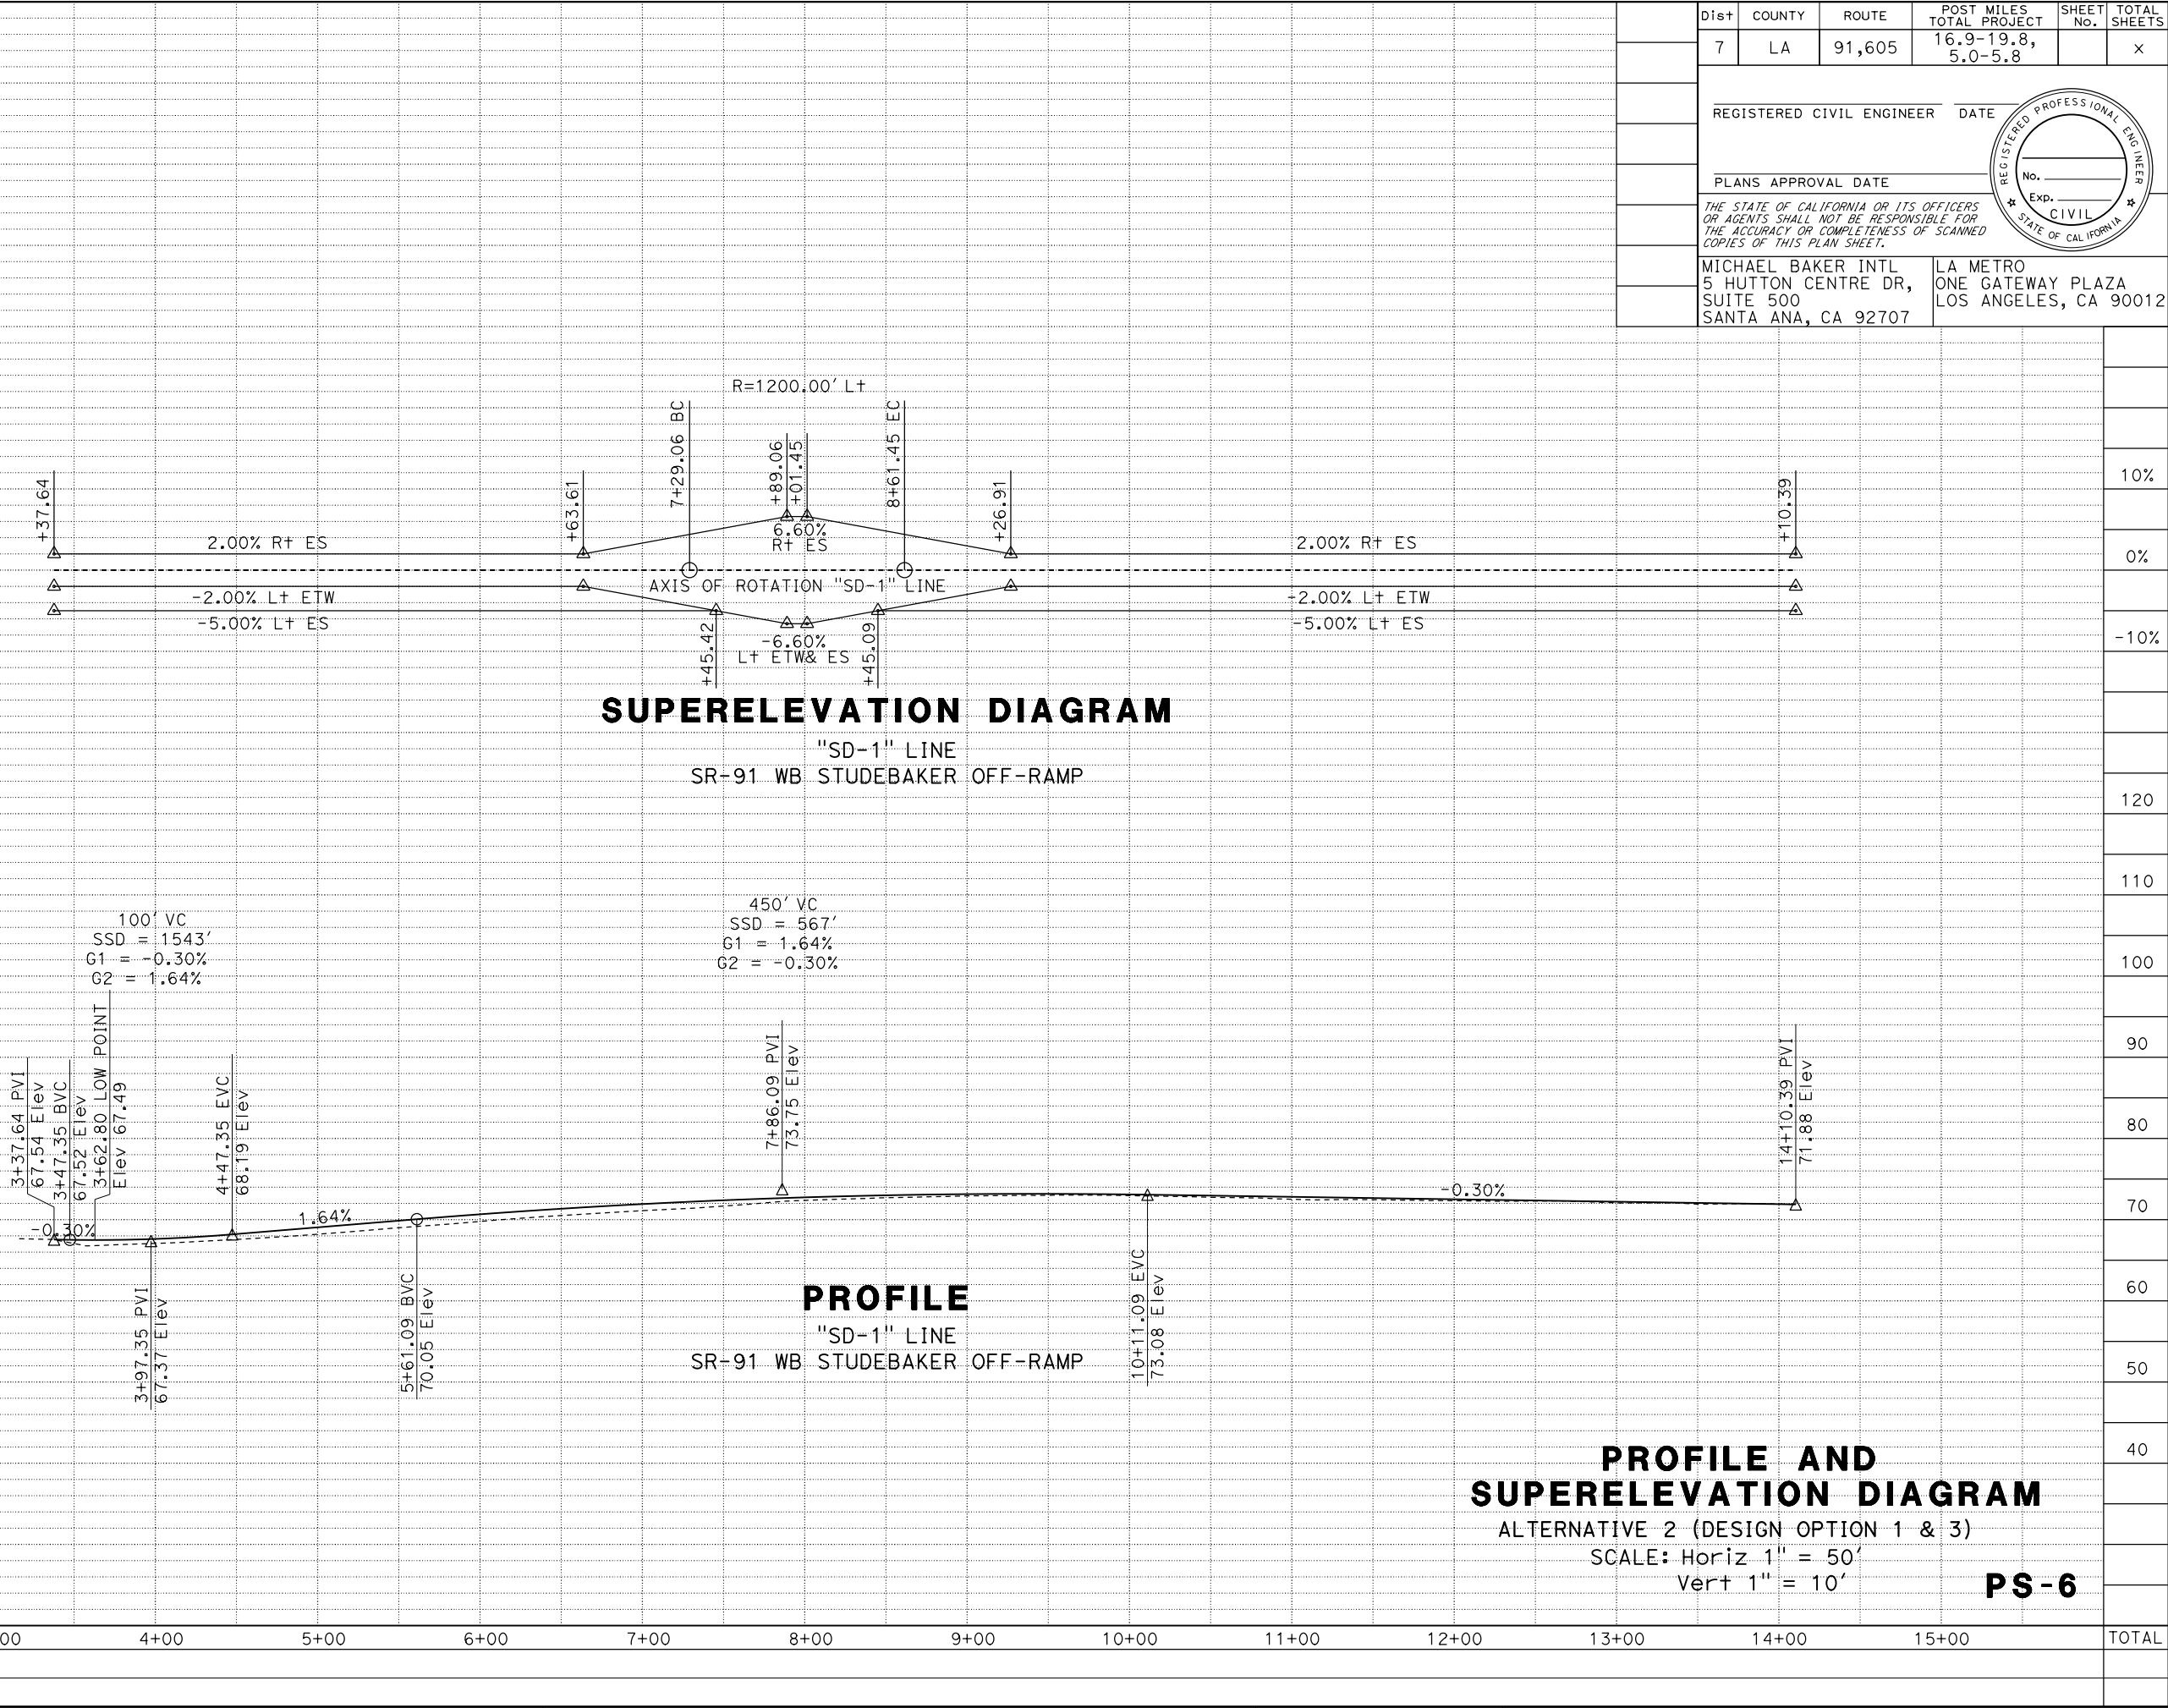 Dist COUNTY ROUTE POST MILES TOTAL PROJECT SHEET No. TOTAL SHEETS
7 LA 91,605 16.9-19.8, 5.0-5.8 x
REGISTERED CIVIL ENGINEER DATE
PLANS APPROVAL DATE
REGISTERED PROFESSIONAL ENGINEER
No.
Exp.
CIVIL
STATE OF CALIFORNIA
THE STATE OF CALIFORNIA OR ITS OFFICERS
OR AGENTS SHALL NOT BE RESPONSIBLE FOR
THE ACCURACY OR COMPLETENESS OF SCANNED
COPIES OF THIS PLAN SHEET.
MICHAEL BAKER INTL
5 HUTTON CENTRE DR,
SUITE 500
SANTA ANA, CA 92707
LA METRO
ONE GATEWAY PLAZA
LOS ANGELES, CA 90012
R=1200.00' Lt
+37.64
+63.61
7+29.06 BC
+89.06
+01.45
8+61.45 EC
+26.91
+10.39
10%
2.00% Rt ES
6.60%
Rt ES
2.00% Rt ES
0%
AXIS OF ROTATION "SD-1" LINE
-2.00% Lt ETW
-2.00% Lt ETW
-5.00% Lt ES
-5.00% Lt ES
-10%
+45.42
-6.60%
Lt ETW& ES
+45.09
SUPERELEVATION DIAGRAM
"SD-1" LINE
SR-91 WB STUDEBAKER OFF-RAMP
120
110
100
90
80
70
60
50
40
100' VC
SSD = 1543'
G1 = -0.30%
G2 = 1.64%
450' VC
SSD = 567'
G1 = 1.64%
G2 = -0.30%
3+37.64 PVI
67.54 Elev
3+47.35 BVC
67.52 Elev
3+62.80 LOW POINT
Elev 67.49
4+47.35 EVC
68.19 Elev
7+86.09 PVI
73.75 Elev
14+10.39 PVI
71.88 Elev
-0.30%
1.64%
-0.30%
3+97.35 PVI
67.37 Elev
5+61.09 BVC
70.05 Elev
10+11.09 EVC
73.08 Elev
PROFILE
"SD-1" LINE
SR-91 WB STUDEBAKER OFF-RAMP
PROFILE AND
SUPERELEVATION DIAGRAM
ALTERNATIVE 2 (DESIGN OPTION 1 & 3)
SCALE: Horiz 1" = 50'
Vert 1" = 10'
PS-6
00 4+00 5+00 6+00 7+00 8+00 9+00 10+00 11+00 12+00 13+00 14+00 15+00 TOTAL